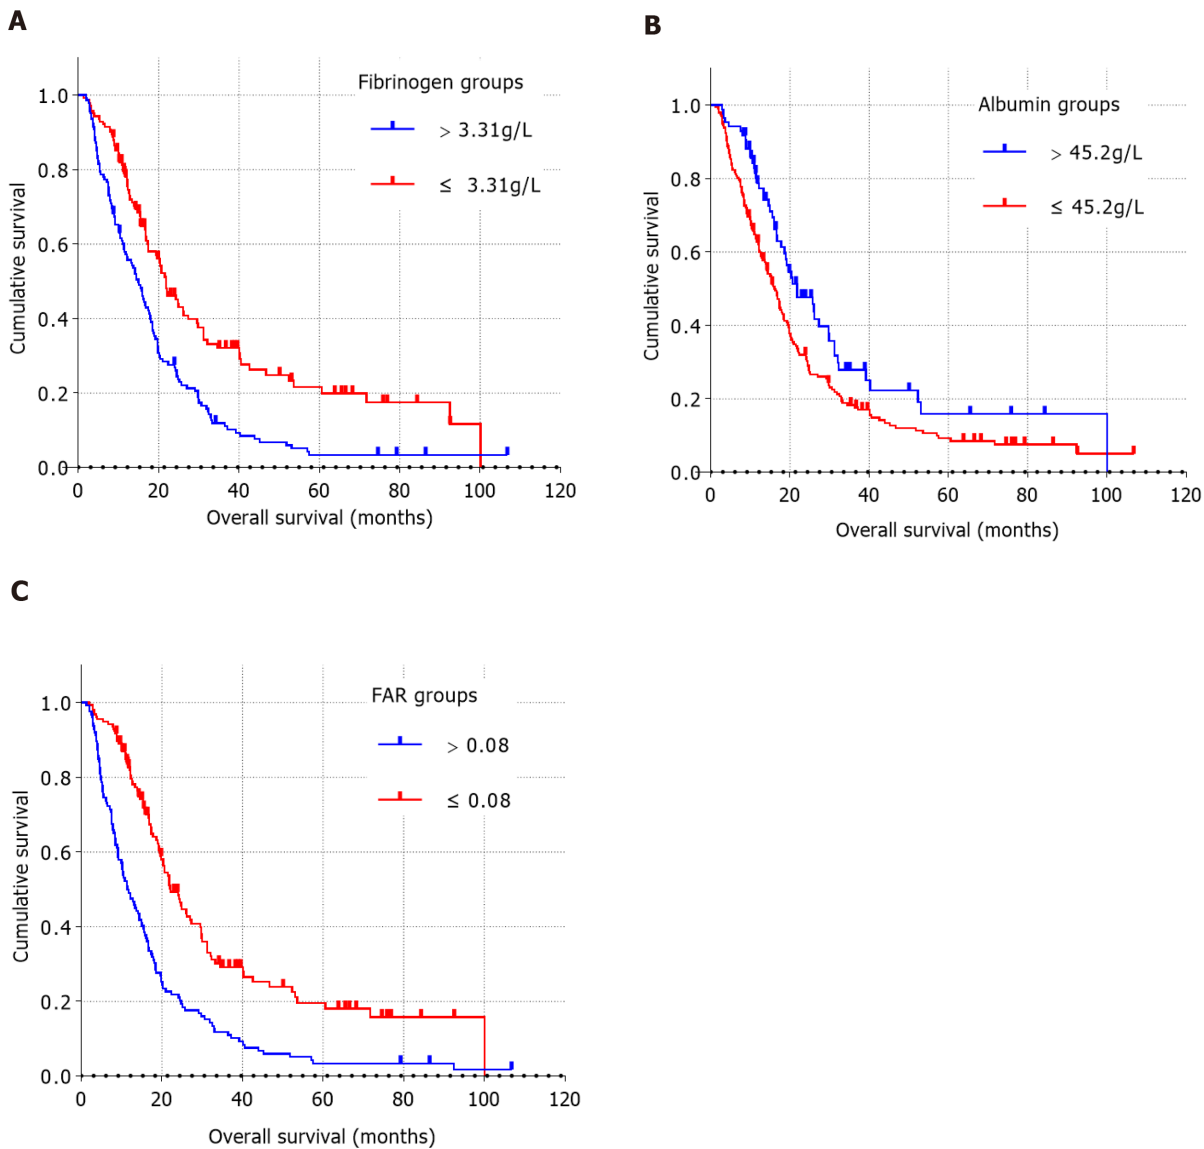 A
Fibrinogen groups
> 3.31g/L
≤ 3.31g/L
Cumulative survival
1.0
0.8
0.6
0.4
0.2
0.0
0 20 40 60 80 100 120
Overall survival (months)
B
Albumin groups
> 45.2g/L
≤ 45.2g/L
Cumulative survival
1.0
0.8
0.6
0.4
0.2
0.0
0 20 40 60 80 100 120
Overall survival (months)
C
FAR groups
> 0.08
≤ 0.08
Cumulative survival
1.0
0.8
0.6
0.4
0.2
0.0
0 20 40 60 80 100 120
Overall survival (months)